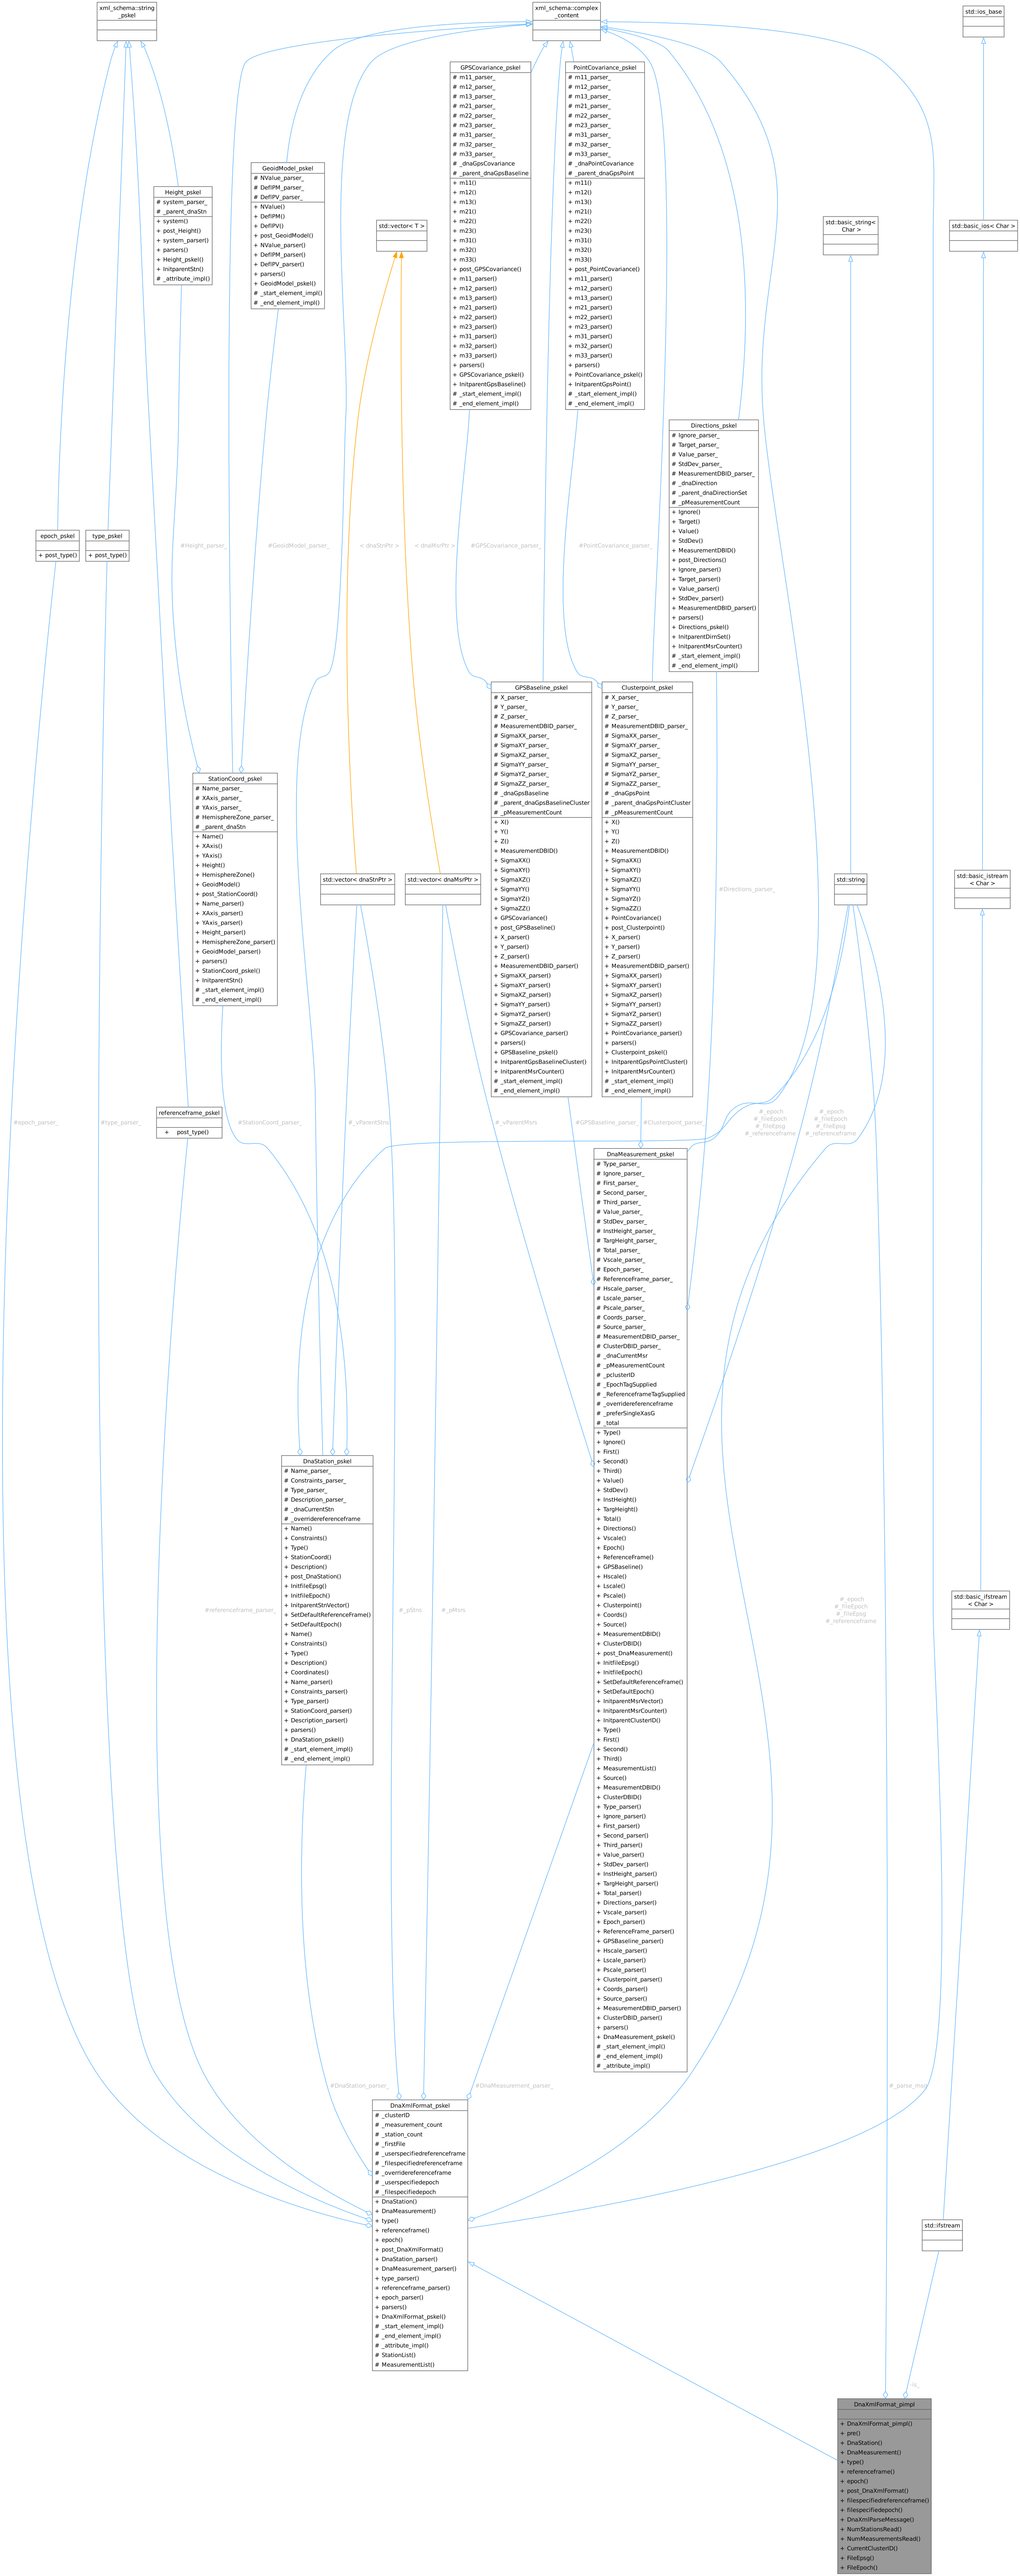 xml_schema::string
_pskel
xml_schema::complex
_content
std::ios_base
GPSCovariance_pskel
# m11_parser_
# m12_parser_
# m13_parser_
# m21_parser_
# m22_parser_
# m23_parser_
# m31_parser_
# m32_parser_
# m33_parser_
# _dnaGpsCovariance
# _parent_dnaGpsBaseline
+ m11()
+ m12()
+ m13()
+ m21()
+ m22()
+ m23()
+ m31()
+ m32()
+ m33()
+ post_GPSCovariance()
+ m11_parser()
+ m12_parser()
+ m13_parser()
+ m21_parser()
+ m22_parser()
+ m23_parser()
+ m31_parser()
+ m32_parser()
+ m33_parser()
+ parsers()
+ GPSCovariance_pskel()
+ InitparentGpsBaseline()
# _start_element_impl()
# _end_element_impl()
PointCovariance_pskel
# m11_parser_
# m12_parser_
# m13_parser_
# m21_parser_
# m22_parser_
# m23_parser_
# m31_parser_
# m32_parser_
# m33_parser_
# _dnaPointCovariance
# _parent_dnaGpsPoint
+ m11()
+ m12()
+ m13()
+ m21()
+ m22()
+ m23()
+ m31()
+ m32()
+ m33()
+ post_PointCovariance()
+ m11_parser()
+ m12_parser()
+ m13_parser()
+ m21_parser()
+ m22_parser()
+ m23_parser()
+ m31_parser()
+ m32_parser()
+ m33_parser()
+ parsers()
+ PointCovariance_pskel()
+ InitparentGpsPoint()
# _start_element_impl()
# _end_element_impl()
GeoidModel_pskel
# NValue_parser_
# DeflPM_parser_
# DeflPV_parser_
+ NValue()
+ DeflPM()
+ DeflPV()
+ post_GeoidModel()
+ NValue_parser()
+ DeflPM_parser()
+ DeflPV_parser()
+ parsers()
+ GeoidModel_pskel()
# _start_element_impl()
# _end_element_impl()
Height_pskel
# system_parser_
# _parent_dnaStn
+ system()
+ post_Height()
+ system_parser()
+ parsers()
+ Height_pskel()
+ InitparentStn()
# _attribute_impl()
std::vector< T >
std::basic_string<
Char >
std::basic_ios< Char >
Directions_pskel
# Ignore_parser_
# Target_parser_
# Value_parser_
# StdDev_parser_
# MeasurementDBID_parser_
# _dnaDirection
# _parent_dnaDirectionSet
# _pMeasurementCount
+ Ignore()
+ Target()
+ Value()
+ StdDev()
+ MeasurementDBID()
+ post_Directions()
+ Ignore_parser()
+ Target_parser()
+ Value_parser()
+ StdDev_parser()
+ MeasurementDBID_parser()
+ parsers()
+ Directions_pskel()
+ InitparentDirnSet()
+ InitparentMsrCounter()
# _start_element_impl()
# _end_element_impl()
epoch_pskel
+ post_type()
type_pskel
+ post_type()
#Height_parser_
#GeoidModel_parser_
< dnaStnPtr >
< dnaMsrPtr >
#GPSCovariance_parser_
#PointCovariance_parser_
GPSBaseline_pskel
# X_parser_
# Y_parser_
# Z_parser_
# MeasurementDBID_parser_
# SigmaXX_parser_
# SigmaXY_parser_
# SigmaXZ_parser_
# SigmaYY_parser_
# SigmaYZ_parser_
# SigmaZZ_parser_
# _dnaGpsBaseline
# _parent_dnaGpsBaselineCluster
# _pMeasurementCount
+ X()
+ Y()
+ Z()
+ MeasurementDBID()
+ SigmaXX()
+ SigmaXY()
+ SigmaXZ()
+ SigmaYY()
+ SigmaYZ()
+ SigmaZZ()
+ GPSCovariance()
+ post_GPSBaseline()
+ X_parser()
+ Y_parser()
+ Z_parser()
+ MeasurementDBID_parser()
+ SigmaXX_parser()
+ SigmaXY_parser()
+ SigmaXZ_parser()
+ SigmaYY_parser()
+ SigmaYZ_parser()
+ SigmaZZ_parser()
+ GPSCovariance_parser()
+ parsers()
+ GPSBaseline_pskel()
+ InitparentGpsBaselineCluster()
+ InitparentMsrCounter()
# _start_element_impl()
# _end_element_impl()
Clusterpoint_pskel
# X_parser_
# Y_parser_
# Z_parser_
# MeasurementDBID_parser_
# SigmaXX_parser_
# SigmaXY_parser_
# SigmaXZ_parser_
# SigmaYY_parser_
# SigmaYZ_parser_
# SigmaZZ_parser_
# _dnaGpsPoint
# _parent_dnaGpsPointCluster
# _pMeasurementCount
+ X()
+ Y()
+ Z()
+ MeasurementDBID()
+ SigmaXX()
+ SigmaXY()
+ SigmaXZ()
+ SigmaYY()
+ SigmaYZ()
+ SigmaZZ()
+ PointCovariance()
+ post_Clusterpoint()
+ X_parser()
+ Y_parser()
+ Z_parser()
+ MeasurementDBID_parser()
+ SigmaXX_parser()
+ SigmaXY_parser()
+ SigmaXZ_parser()
+ SigmaYY_parser()
+ SigmaYZ_parser()
+ SigmaZZ_parser()
+ PointCovariance_parser()
+ parsers()
+ Clusterpoint_pskel()
+ InitparentGpsPointCluster()
+ InitparentMsrCounter()
# _start_element_impl()
# _end_element_impl()
StationCoord_pskel
# Name_parser_
# XAxis_parser_
# YAxis_parser_
# HemisphereZone_parser_
# _parent_dnaStn
+ Name()
+ XAxis()
+ YAxis()
+ Height()
+ HemisphereZone()
+ GeoidModel()
+ post_StationCoord()
+ Name_parser()
+ XAxis_parser()
+ YAxis_parser()
+ Height_parser()
+ HemisphereZone_parser()
+ GeoidModel_parser()
+ parsers()
+ StationCoord_pskel()
+ InitparentStn()
# _start_element_impl()
# _end_element_impl()
std::vector< dnaStnPtr >
std::vector< dnaMsrPtr >
#Directions_parser_
std::string
std::basic_istream
< Char >
referenceframe_pskel
+ post_type()
#epoch_parser_
#type_parser_
#StationCoord_parser_
#_vParentStns
#_vParentMsrs
#GPSBaseline_parser_
#Clusterpoint_parser_
#_epoch
#_fileEpoch
#_fileEpsg
#_referenceframe
#_epoch
#_fileEpoch
#_fileEpsg
#_referenceframe
DnaMeasurement_pskel
# Type_parser_
# Ignore_parser_
# First_parser_
# Second_parser_
# Third_parser_
# Value_parser_
# StdDev_parser_
# InstHeight_parser_
# TargHeight_parser_
# Total_parser_
# Vscale_parser_
# Epoch_parser_
# ReferenceFrame_parser_
# Hscale_parser_
# Lscale_parser_
# Pscale_parser_
# Coords_parser_
# Source_parser_
# MeasurementDBID_parser_
# ClusterDBID_parser_
# _dnaCurrentMsr
# _pMeasurementCount
# _pclusterID
# _EpochTagSupplied
# _ReferenceframeTagSupplied
# _overridereferenceframe
# _preferSingleXasG
# _total
+ Type()
+ Ignore()
+ First()
+ Second()
+ Third()
+ Value()
+ StdDev()
+ InstHeight()
+ TargHeight()
+ Total()
+ Directions()
+ Vscale()
+ Epoch()
+ ReferenceFrame()
+ GPSBaseline()
+ Hscale()
+ Lscale()
+ Pscale()
+ Clusterpoint()
+ Coords()
+ Source()
+ MeasurementDBID()
+ ClusterDBID()
+ post_DnaMeasurement()
+ InitfileEpsg()
+ InitfileEpoch()
+ SetDefaultReferenceFrame()
+ SetDefaultEpoch()
+ InitparentMsrVector()
+ InitparentMsrCounter()
+ InitparentClusterID()
+ Type()
+ First()
+ Second()
+ Third()
+ MeasurementList()
+ Source()
+ MeasurementDBID()
+ ClusterDBID()
+ Type_parser()
+ Ignore_parser()
+ First_parser()
+ Second_parser()
+ Third_parser()
+ Value_parser()
+ StdDev_parser()
+ InstHeight_parser()
+ TargHeight_parser()
+ Total_parser()
+ Directions_parser()
+ Vscale_parser()
+ Epoch_parser()
+ ReferenceFrame_parser()
+ GPSBaseline_parser()
+ Hscale_parser()
+ Lscale_parser()
+ Pscale_parser()
+ Clusterpoint_parser()
+ Coords_parser()
+ Source_parser()
+ MeasurementDBID_parser()
+ ClusterDBID_parser()
+ parsers()
+ DnaMeasurement_pskel()
# _start_element_impl()
# _end_element_impl()
# _attribute_impl()
DnaStation_pskel
# Name_parser_
# Constraints_parser_
# Type_parser_
# Description_parser_
# _dnaCurrentStn
# _overridereferenceframe
+ Name()
+ Constraints()
+ Type()
+ StationCoord()
+ Description()
+ post_DnaStation()
+ InitfileEpsg()
+ InitfileEpoch()
+ InitparentStnVector()
+ SetDefaultReferenceFrame()
+ SetDefaultEpoch()
+ Name()
+ Constraints()
+ Type()
+ Description()
+ Coordinates()
+ Name_parser()
+ Constraints_parser()
+ Type_parser()
+ StationCoord_parser()
+ Description_parser()
+ parsers()
+ DnaStation_pskel()
# _start_element_impl()
# _end_element_impl()
#referenceframe_parser_
#_pStns
#_pMsrs
#_epoch
#_fileEpoch
#_fileEpsg
#_referenceframe
std::basic_ifstream
< Char >
#DnaStation_parser_
#DnaMeasurement_parser_
#_parse_msg
DnaXmlFormat_pskel
# _clusterID
# _measurement_count
# _station_count
# _firstFile
# _userspecifiedreferenceframe
# _filespecifiedreferenceframe
# _overridereferenceframe
# _userspecifiedepoch
# _filespecifiedepoch
+ DnaStation()
+ DnaMeasurement()
+ type()
+ referenceframe()
+ epoch()
+ post_DnaXmlFormat()
+ DnaStation_parser()
+ DnaMeasurement_parser()
+ type_parser()
+ referenceframe_parser()
+ epoch_parser()
+ parsers()
+ DnaXmlFormat_pskel()
# _start_element_impl()
# _end_element_impl()
# _attribute_impl()
# StationList()
# MeasurementList()
std::ifstream
-is_
DnaXmlFormat_pimpl
+ DnaXmlFormat_pimpl()
+ pre()
+ DnaStation()
+ DnaMeasurement()
+ type()
+ referenceframe()
+ epoch()
+ post_DnaXmlFormat()
+ filespecifiedreferenceframe()
+ filespecifiedepoch()
+ DnaXmlParseMessage()
+ NumStationsRead()
+ NumMeasurementsRead()
+ CurrentClusterID()
+ FileEpsg()
+ FileEpoch()